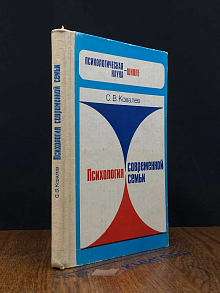 ПСИХОЛОГИЧЕСКАЯ
НАУКА — ШКОЛЕ
С.В.Ковалев
Психология современной
семьи
С.В.Ковалев Психология современной семьи